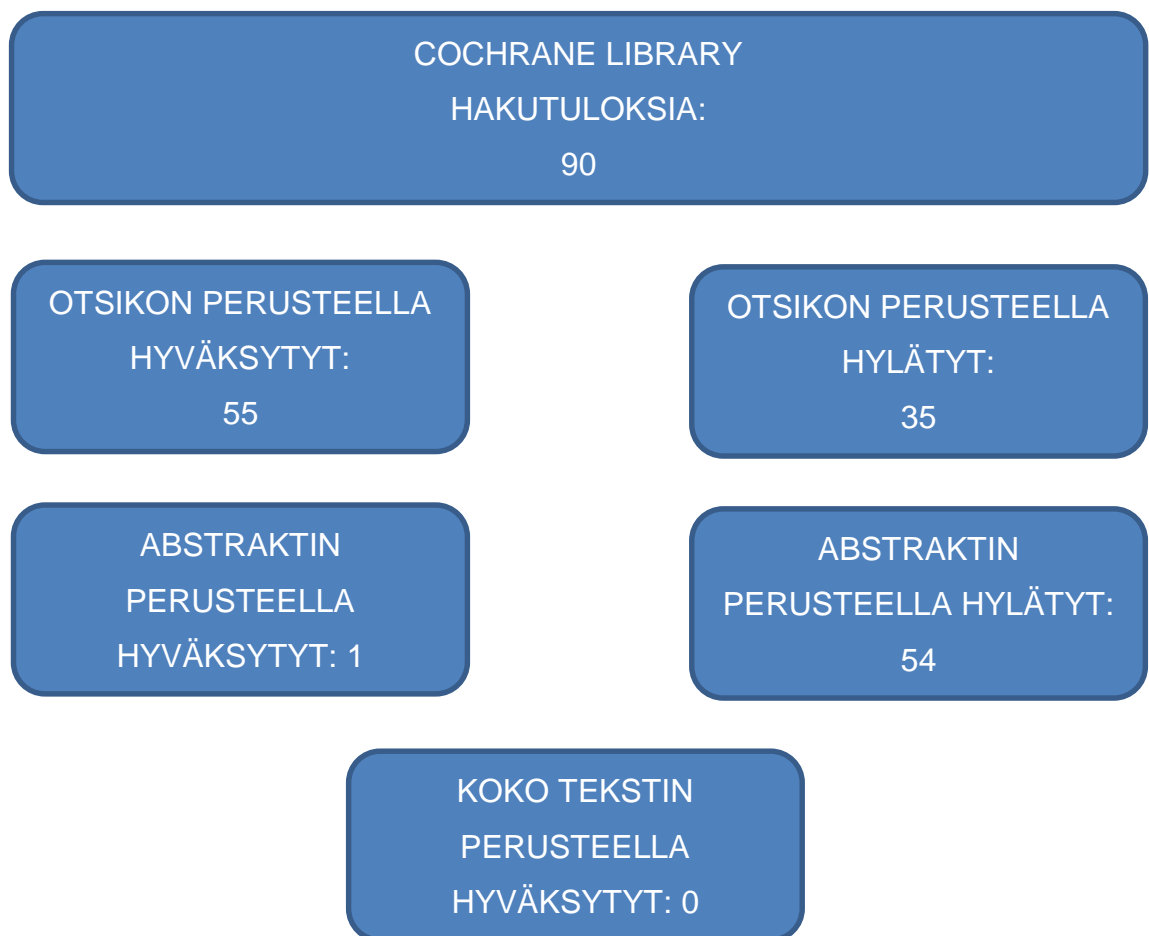 COCHRANE LIBRARY
HAKUTULOKSIA:
90
OTSIKON PERUSTEELLA
HYVÄKSYTYT:
55
OTSIKON PERUSTEELLA
HYLÄTYT:
35
ABSTRAKTIN
PERUSTEELLA
HYVÄKSYTYT: 1
ABSTRAKTIN
PERUSTEELLA HYLÄTYT:
54
KOKO TEKSTIN
PERUSTEELLA
HYVÄKSYTYT: 0